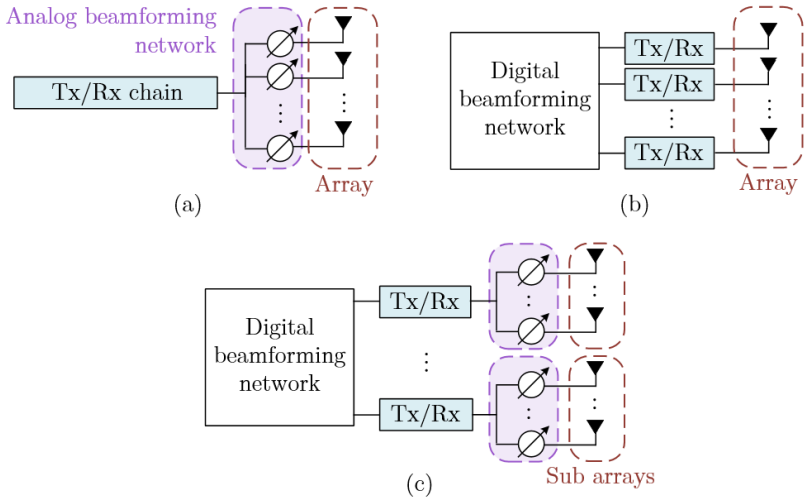 Analog beamforming
network
Tx/Rx chain
Array
(a)
Digital
beamforming
network
Tx/Rx
Tx/Rx
Tx/Rx
Array
(b)
Digital
beamforming
network
Tx/Rx
Tx/Rx
Sub arrays
(c)